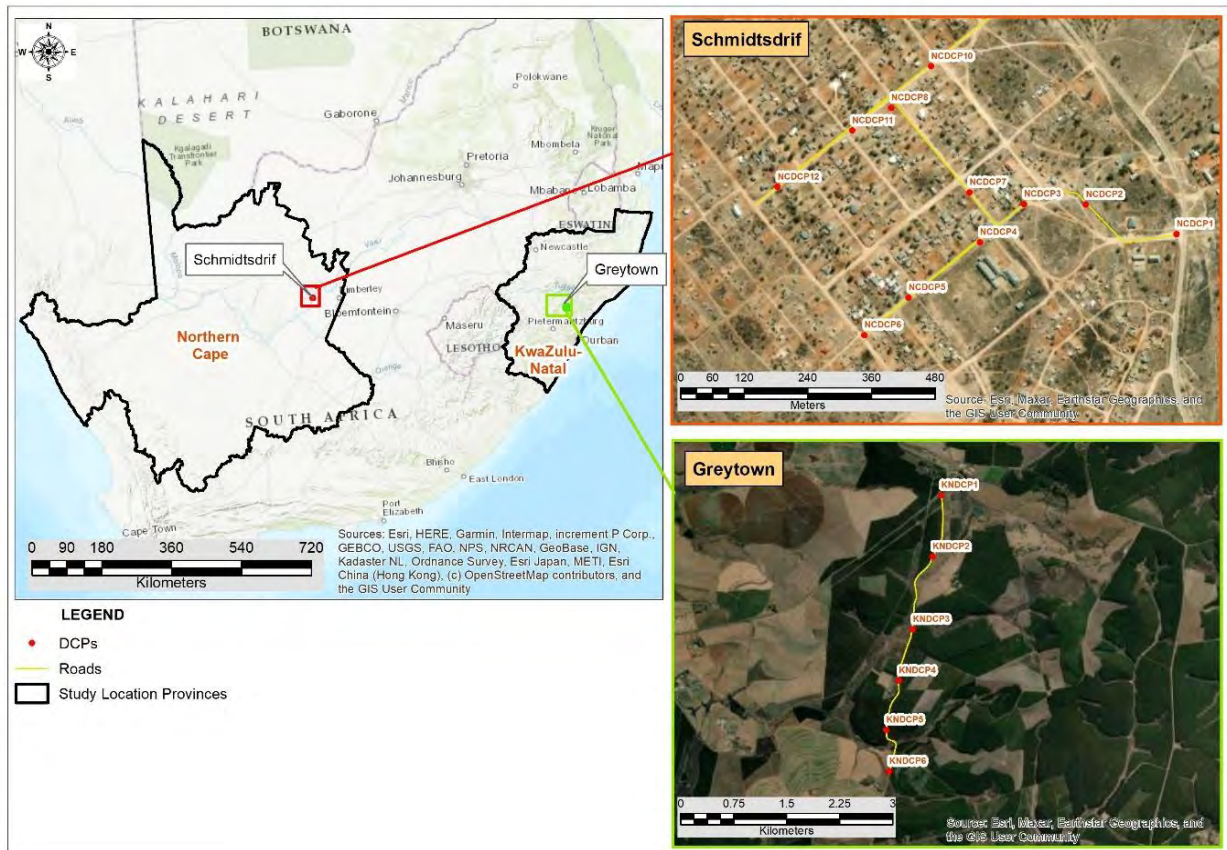 N
W
E
S
BOTSWANA
Polokwane
KALAHARI
DESERT
Gaborone
Kruger
National
Park
Kgalagadi
Transfrontier
Park
Pretoria
Mbombela
Johannesburg
Mbabane
Lobamba
ESWATINI
Vaal
Newcastle
Schmidtsdrif
Greytown
Bloemfontein
Pietermaritzburg
Maseru
Durban
LESOTHO
Northern
Cape
KwaZulu-
Natal
Orange
SOUTH AFRICA
Bhisho
East London
Port
Elizabeth
Cape Town
Sources: Esri, HERE, Garmin, Intermap, increment P Corp.,
GEBCO, USGS, FAO, NPS, NRCAN, GeoBase, IGN,
Kadaster NL, Ordnance Survey, Esri Japan, METI, Esri
China (Hong Kong), (c) OpenStreetMap contributors, and
the GIS User Community
0 90 180 360 540 720
Kilometers
LEGEND
DCPs
Roads
Study Location Provinces
Schmidtsdrif
NCDCP10
NCDCP8
NCDCP11
NCDCP12
NCDCP7
NCDCP3
NCDCP2
NCDCP1
NCDCP4
NCDCP5
NCDCP6
0 60 120 240 360 480
Meters
Source: Esri, Maxar, Earthstar Geographics, and
the GIS User Community
Greytown
KNDCP1
KNDCP2
KNDCP3
KNDCP4
KNDCP5
KNDCP6
0 0.75 1.5 2.25 3
Kilometers
Source: Esri, Maxar, Earthstar Geographics, and
the GIS User Community